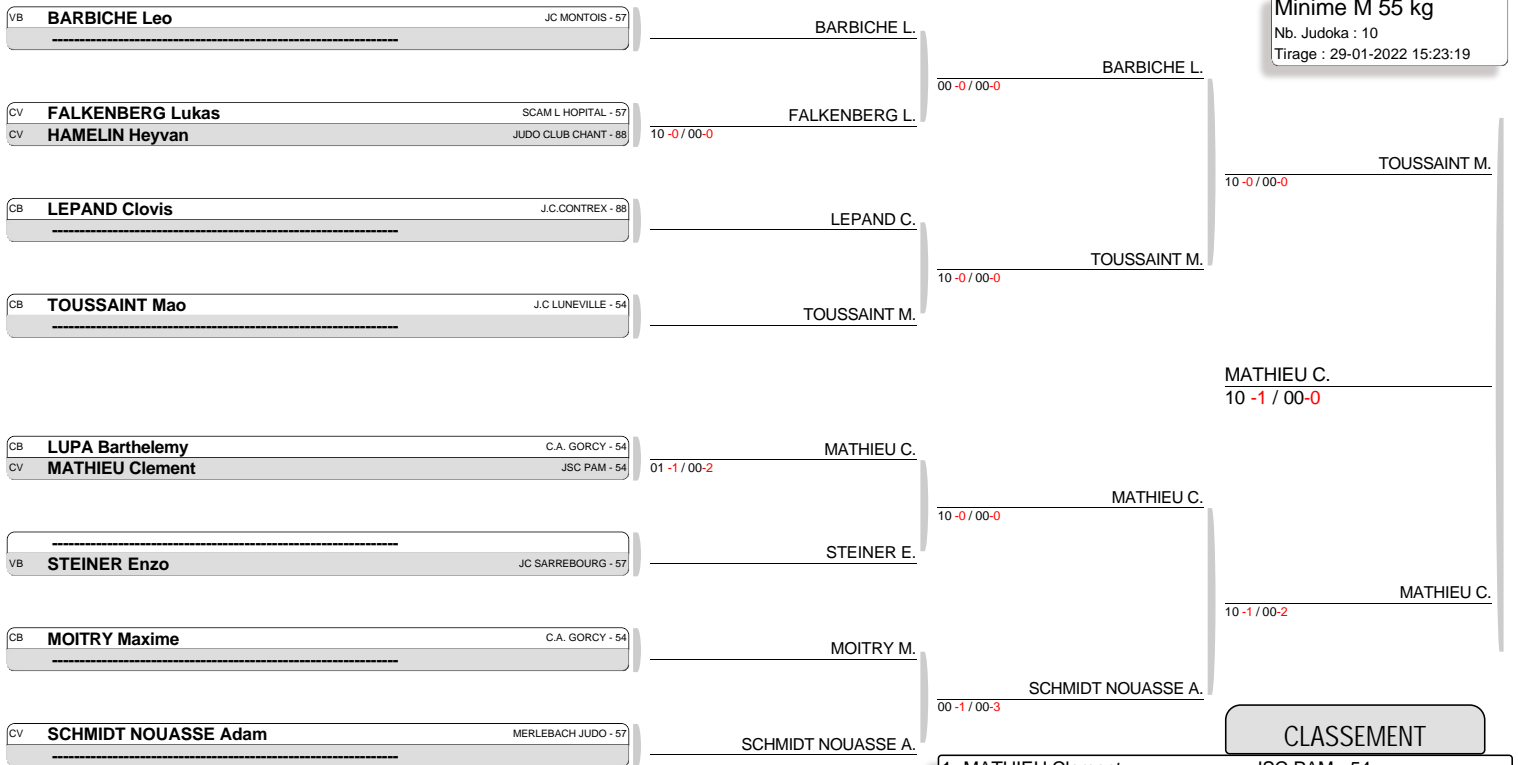 Minime M 55 kg
Nb. Judoka : 10
Tirage : 29-01-2022 15:23:19
VB BARBICHE Leo JC MONTOIS - 57
----------------------------------------------------------------
BARBICHE L.
BARBICHE L.
00 -0 / 00-0
CV FALKENBERG Lukas SCAM L HOPITAL - 57
CV HAMELIN Heyvan JUDO CLUB CHANT - 88
FALKENBERG L.
10 -0 / 00-0
TOUSSAINT M.
10 -0 / 00-0
CB LEPAND Clovis J.C.CONTREX - 88
----------------------------------------------------------------
LEPAND C.
TOUSSAINT M.
10 -0 / 00-0
CB TOUSSAINT Mao J.C LUNEVILLE - 54
----------------------------------------------------------------
TOUSSAINT M.
MATHIEU C.
10 -1 / 00-0
CB LUPA Barthelemy C.A. GORCY - 54
CV MATHIEU Clement JSC PAM - 54
MATHIEU C.
01 -1 / 00-2
MATHIEU C.
10 -0 / 00-0
----------------------------------------------------------------
VB STEINER Enzo JC SARREBOURG - 57
STEINER E.
MATHIEU C.
10 -1 / 00-2
CB MOITRY Maxime C.A. GORCY - 54
----------------------------------------------------------------
MOITRY M.
SCHMIDT NOUASSE A.
00 -1 / 00-3
CV SCHMIDT NOUASSE Adam MERLEBACH JUDO - 57
----------------------------------------------------------------
SCHMIDT NOUASSE A.
CLASSEMENT
1 MATHIEU Clement JSC PAM - 54